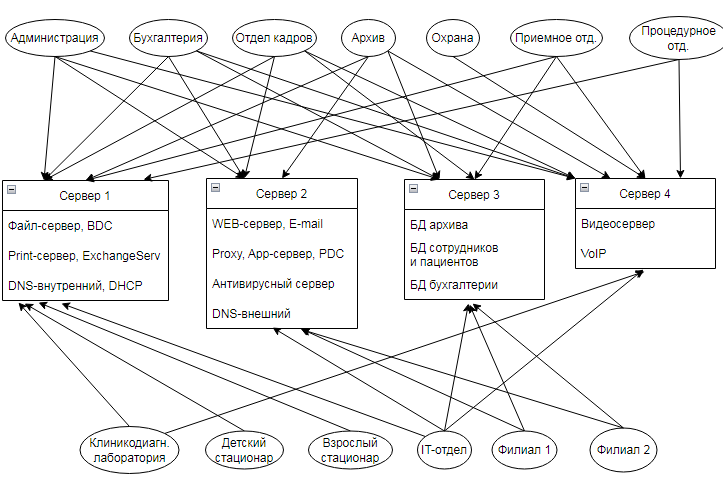 Администрация
Бухгалтерия
Отдел кадров
Архив
Охрана
Приемное отд.
Процедурное
отд.
Сервер 1
Файл-сервер, BDC
Print-сервер, ExchangeServ
DNS-внутренний, DHCP
Сервер 2
WEB-сервер, E-mail
Proxy, App-сервер, PDC
Антивирусный сервер
DNS-внешний
Сервер 3
БД архива
БД сотрудников
и пациентов
БД бухгалтерии
Сервер 4
Видеосервер
VoIP
Клиникодиагн.
лаборатория
Детский
стационар
Взрослый
стационар
IT-отдел
Филиал 1
Филиал 2